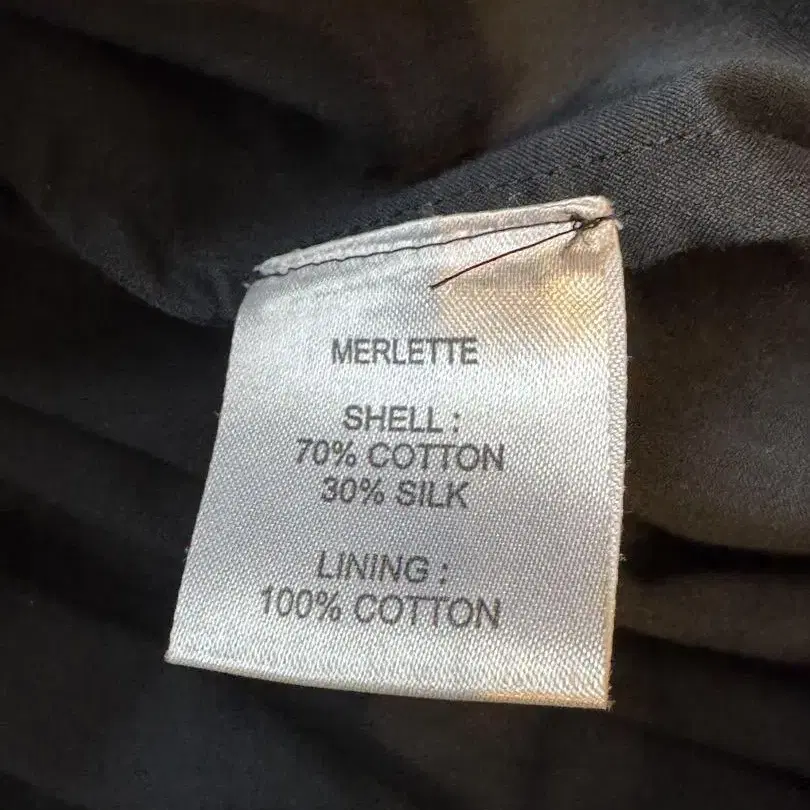 MERLETTE
SHELL :
70% COTTON
30% SILK
LINING :
100% COTTON